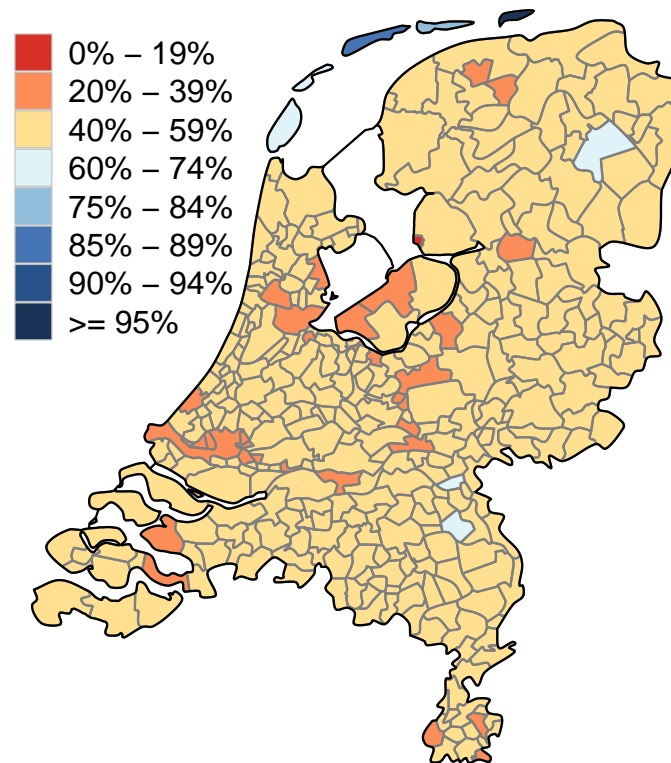 0% – 19%
20% – 39%
40% – 59%
60% – 74%
75% – 84%
85% – 89%
90% – 94%
>= 95%